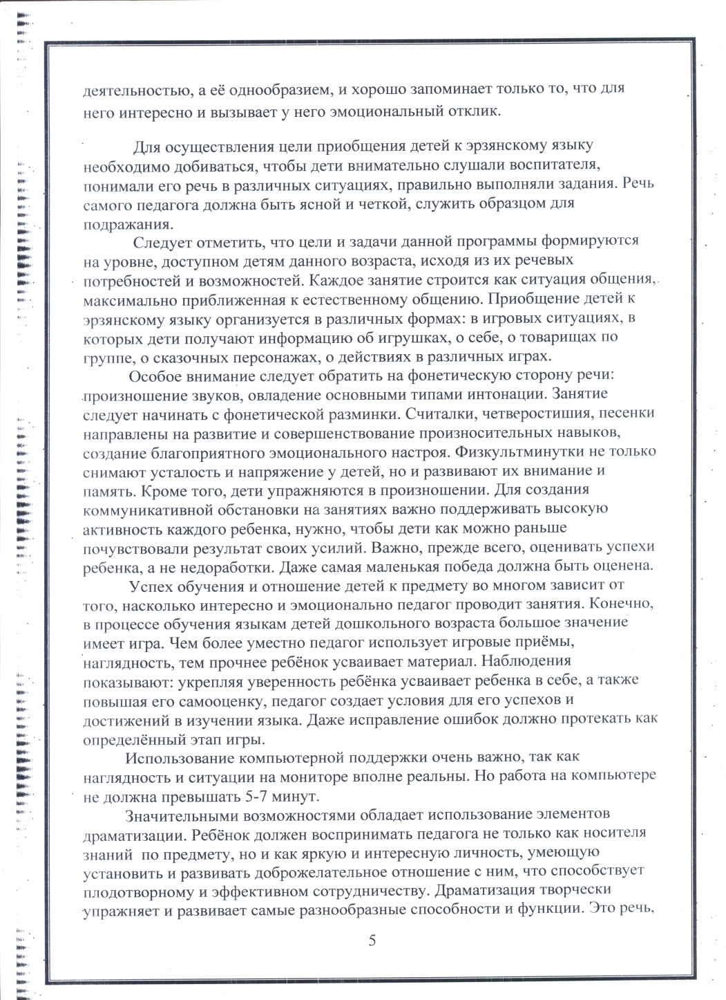 деятельностью, а её однообразием, и хорошо запоминает только то, что для
него интересно и вызывает у него эмоциональный отклик.
Для осуществления цели приобщения детей к эрзянскому языку
необходимо добиваться, чтобы дети внимательно слушали воспитателя,
понимали его речь в различных ситуациях, правильно выполняли задания. Речь
самого педагога должна быть ясной и четкой, служить образцом для
подражания.
Следует отметить, что цели и задачи данной программы формируются
на уровне, доступном детям данного возраста, исходя из их речевых
потребностей и возможностей. Каждое занятие строится как ситуация общения,
максимально приближенная к естественному общению. Приобщение детей к
эрзянскому языку организуется в различных формах: в игровых ситуациях, в
которых дети получают информацию об игрушках, о себе, о товарищах по
группе, о сказочных персонажах, о действиях в различных играх.
Особое внимание следует обратить на фонетическую сторону речи:
произношение звуков, овладение основными типами интонации. Занятие
следует начинать с фонетической разминки. Считалки, четверостишия, песенки
направлены на развитие и совершенствование произносительных навыков,
создание благоприятного эмоционального настроя. Физкультминутки не только
снимают усталость и напряжение у детей, но и развивают их внимание и
память. Кроме того, дети упражняются в произношении. Для создания
коммуникативной обстановки на занятиях важно поддерживать высокую
активность каждого ребенка, нужно, чтобы дети как можно раньше
почувствовали результат своих усилий. Важно, прежде всего, оценивать успехи
ребенка, а не недоработки. Даже самая маленькая победа должна быть оценена.
Успех обучения и отношение детей к предмету во многом зависит от
того, насколько интересно и эмоционально педагог проводит занятия. Конечно,
в процессе обучения языкам детей дошкольного возраста большое значение
имеет игра. Чем более уместно педагог использует игровые приёмы,
наглядность, тем прочнее ребёнок усваивает материал. Наблюдения
показывают: укрепляя уверенность ребёнка усваивает ребенка в себе, а также
повышая его самооценку, педагог создает условия для его успехов и
достижений в изучении языка. Даже исправление ошибок должно протекать как
определённый этап игры.
Использование компьютерной поддержки очень важно, так как
наглядность и ситуации на мониторе вполне реальны. Но работа на компьютере
не должна превышать 5-7 минут.
Значительными возможностями обладает использование элементов
драматизации. Ребёнок должен воспринимать педагога не только как носителя
знаний по предмету, но и как яркую и интересную личность, умеющую
установить и развивать доброжелательное отношение с ним, что способствует
плодотворному и эффективном сотрудничеству. Драматизация творчески
упражняет и развивает самые разнообразные способности и функции. Это речь,
5